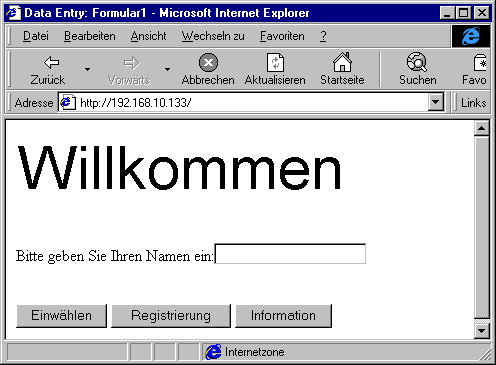 Data Entry: Formular1 - Microsoft Internet Explorer
Datei Bearbeiten Ansicht Wechseln zu Favoriten ?
Zurück Vorwärts Abbrechen Aktualisieren Startseite Suchen Favo
Adresse http://192.168.10.133/ Links
Willkommen
Bitte geben Sie Ihren Namen ein:
Einwählen Registrierung Information
Internetzone